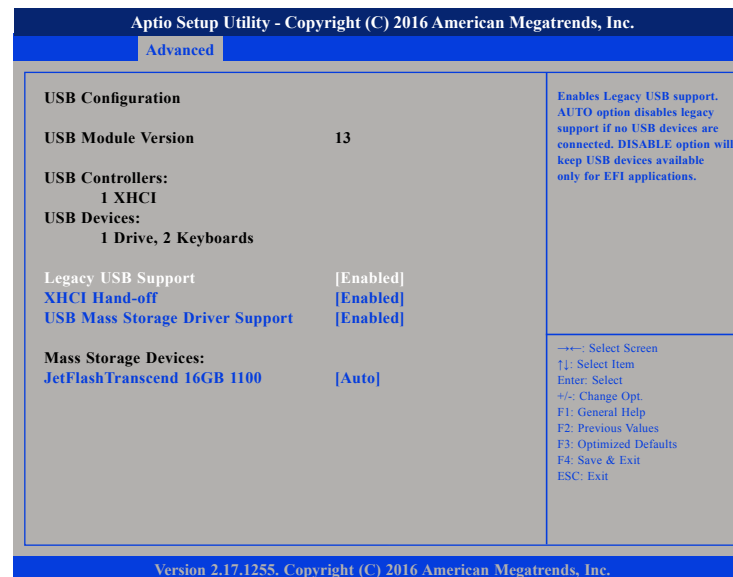 Aptio Setup Utility - Copyright (C) 2016 American Megatrends, Inc.
Advanced
USB Configuration
USB Module Version 13
USB Controllers:
1 XHCI
USB Devices:
1 Drive, 2 Keyboards
Legacy USB Support [Enabled]
XHCI Hand-off [Enabled]
USB Mass Storage Driver Support [Enabled]
Mass Storage Devices:
JetFlashTranscend 16GB 1100 [Auto]
Enables Legacy USB support.
AUTO option disables legacy
support if no USB devices are
connected. DISABLE option will
keep USB devices available
only for EFI applications.
→←: Select Screen
↑↓: Select Item
Enter: Select
+/-: Change Opt.
F1: General Help
F2: Previous Values
F3: Optimized Defaults
F4: Save & Exit
ESC: Exit
Version 2.17.1255. Copyright (C) 2016 American Megatrends, Inc.